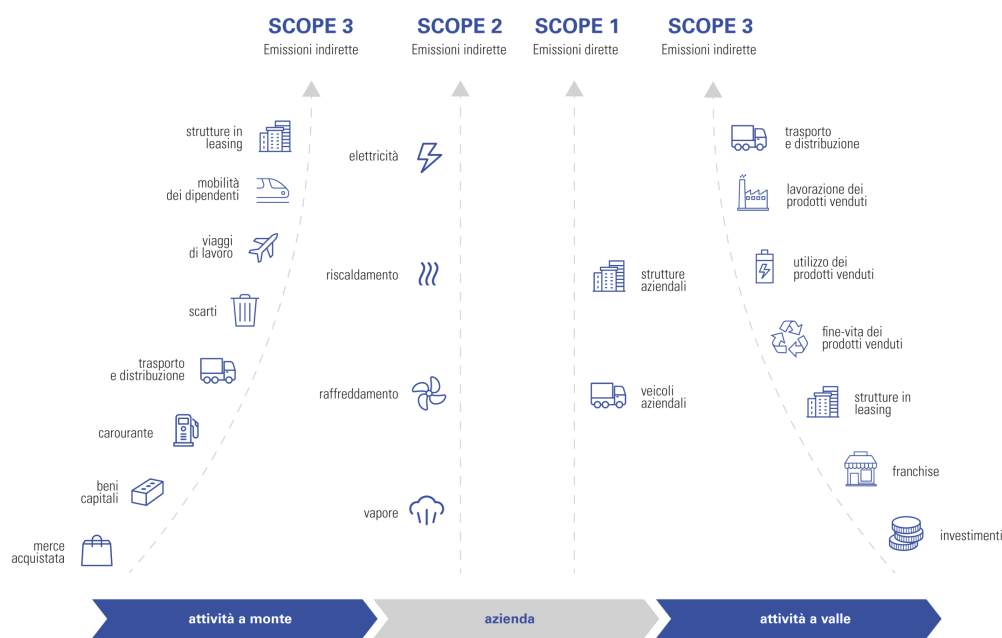 SCOPE 3
Emissioni indirette
SCOPE 2
Emissioni indirette
SCOPE 1
Emissioni dirette
SCOPE 3
Emissioni indirette
strutture in
leasing
mobilità
dei dipendenti
viaggi
di lavoro
scarti
trasporto
e distribuzione
carourante
beni
capitali
merce
acquistata
elettricità
riscaldamento
raffreddamento
vapore
strutture
aziendali
veicoli
aziendali
trasporto
e distribuzione
lavorazione dei
prodotti venduti
utilizzo dei
prodotti venduti
fine-vita dei
prodotti venduti
strutture in
leasing
franchise
investimenti
attività a monte
azienda
attività a valle